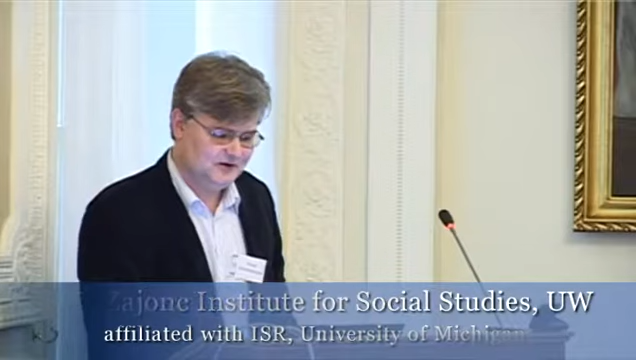 Zajonc Institute for Social Studies, UW
affiliated with ISR, University of Michigan